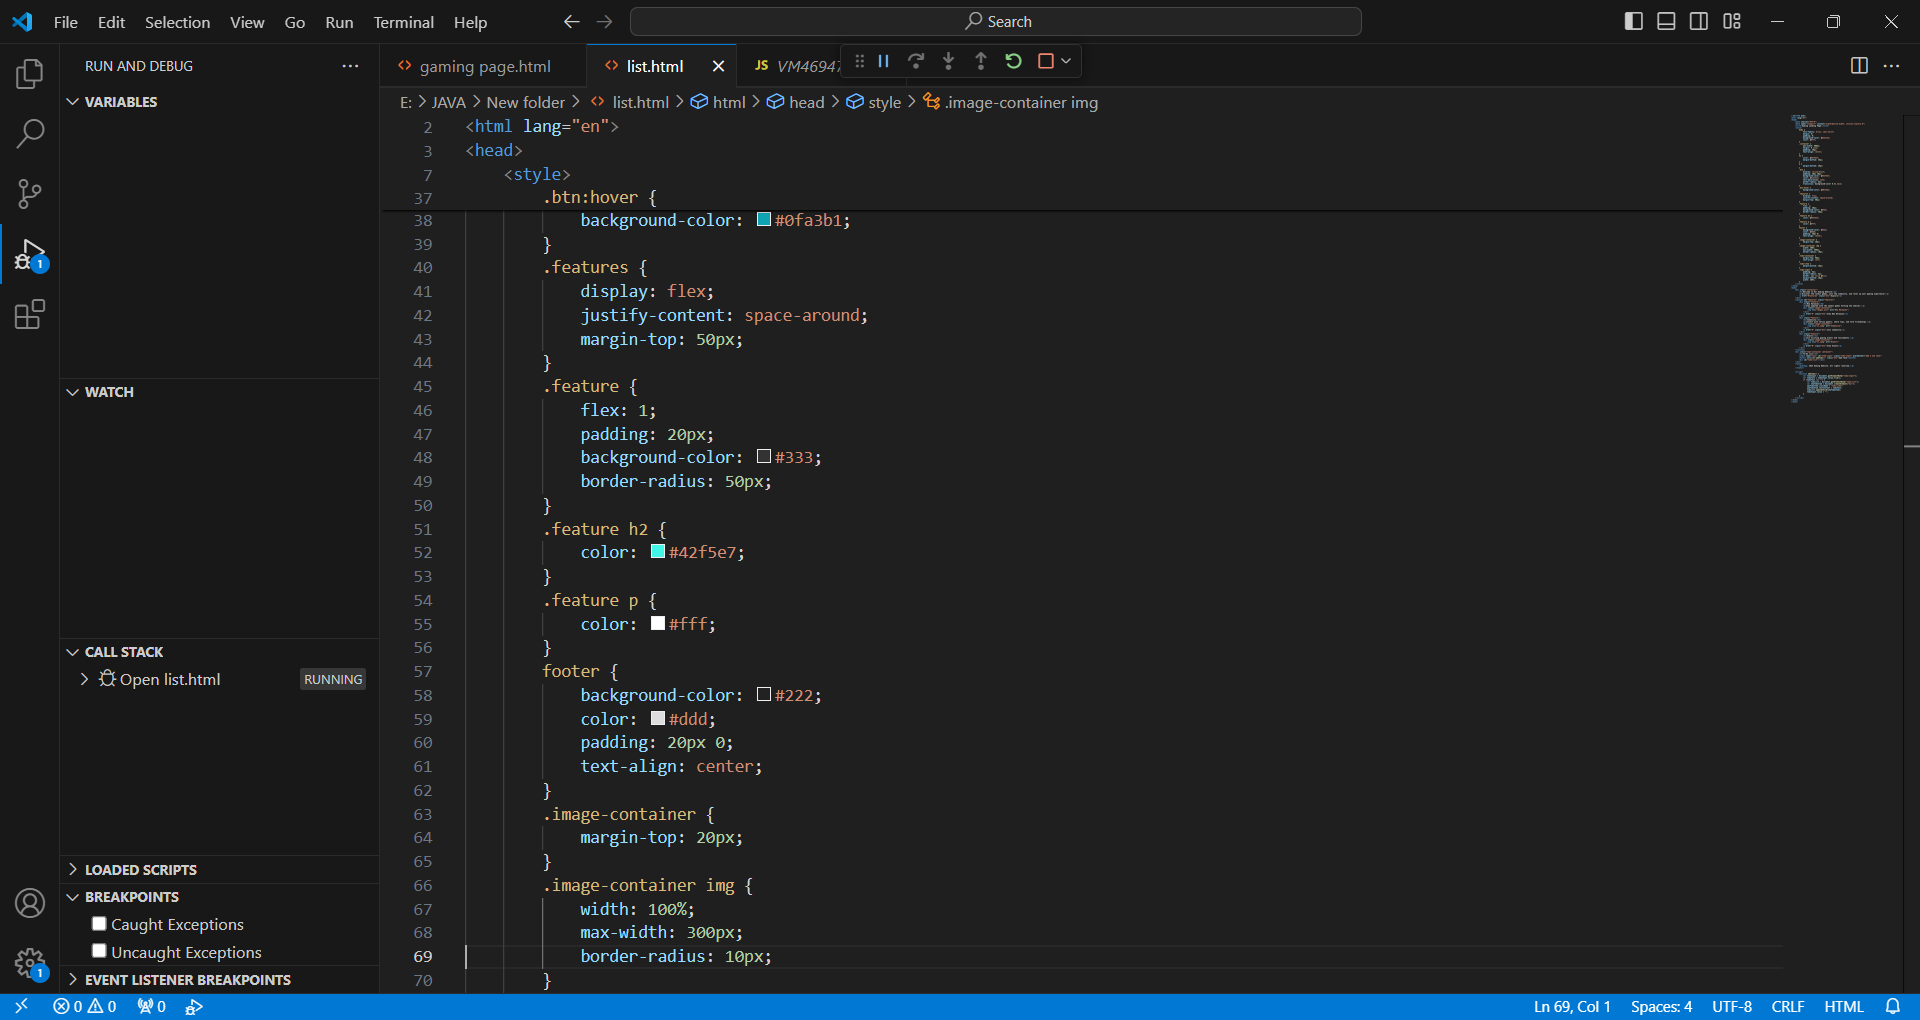 File Edit Selection View Go Run Terminal Help
Search
RUN AND DEBUG
gaming page.html
list.html
JS VM46947
VARIABLES
E: > JAVA > New folder > list.html > html > head > style > .image-container img
2 <html lang="en">
3 <head>
7 <style>
37 .btn:hover {
38 background-color: #0fa3b1;
39 }
40 .features {
41 display: flex;
42 justify-content: space-around;
43 margin-top: 50px;
44 }
45 .feature {
46 flex: 1;
47 padding: 20px;
48 background-color: #333;
49 border-radius: 50px;
50 }
51 .feature h2 {
52 color: #42f5e7;
53 }
54 .feature p {
55 color: #fff;
56 }
57 footer {
58 background-color: #222;
59 color: #ddd;
60 padding: 20px 0;
61 text-align: center;
62 }
63 .image-container {
64 margin-top: 20px;
65 }
66 .image-container img {
67 width: 100%;
68 max-width: 300px;
69 border-radius: 10px;
70 }
WATCH
CALL STACK
Open list.html RUNNING
LOADED SCRIPTS
BREAKPOINTS
Caught Exceptions
Uncaught Exceptions
EVENT LISTENER BREAKPOINTS
1
1
0 0 0
Ln 69, Col 1 Spaces: 4 UTF-8 CRLF HTML